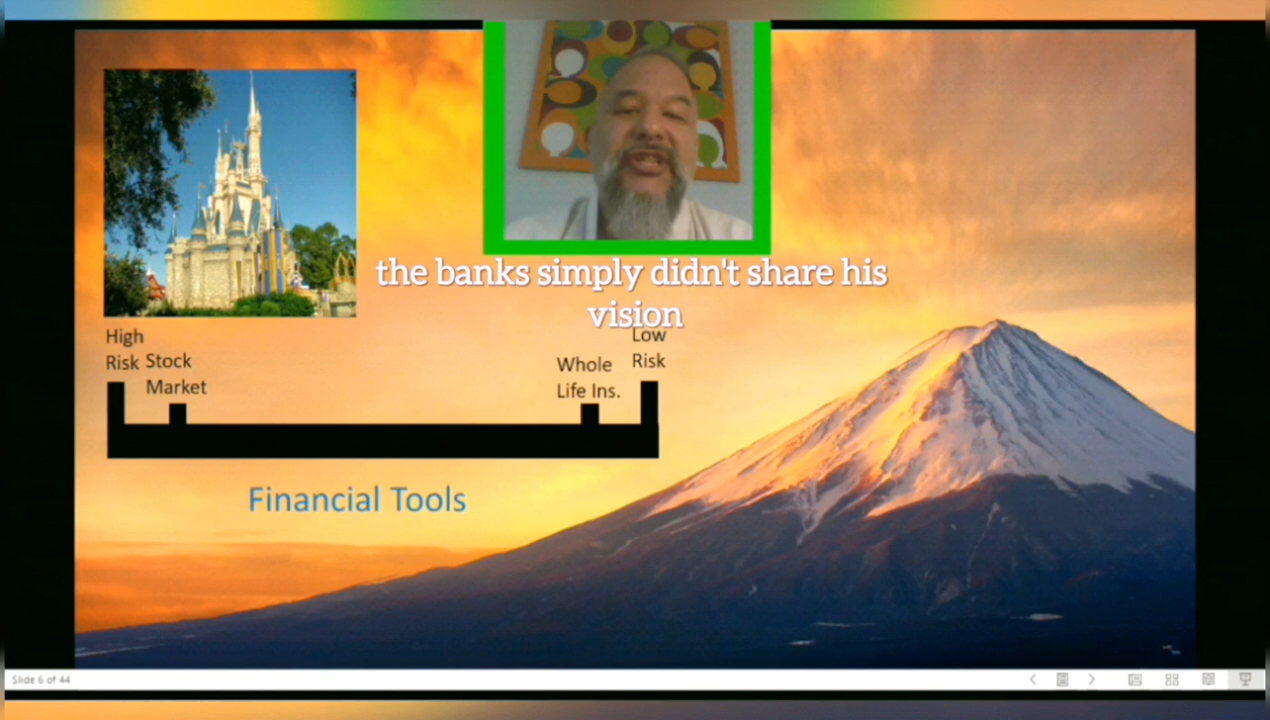 the banks simply didn't share his
vision
High
Risk
Stock
Market
Whole
Life Ins.
Low
Risk
Financial Tools
Slide 6 of 44